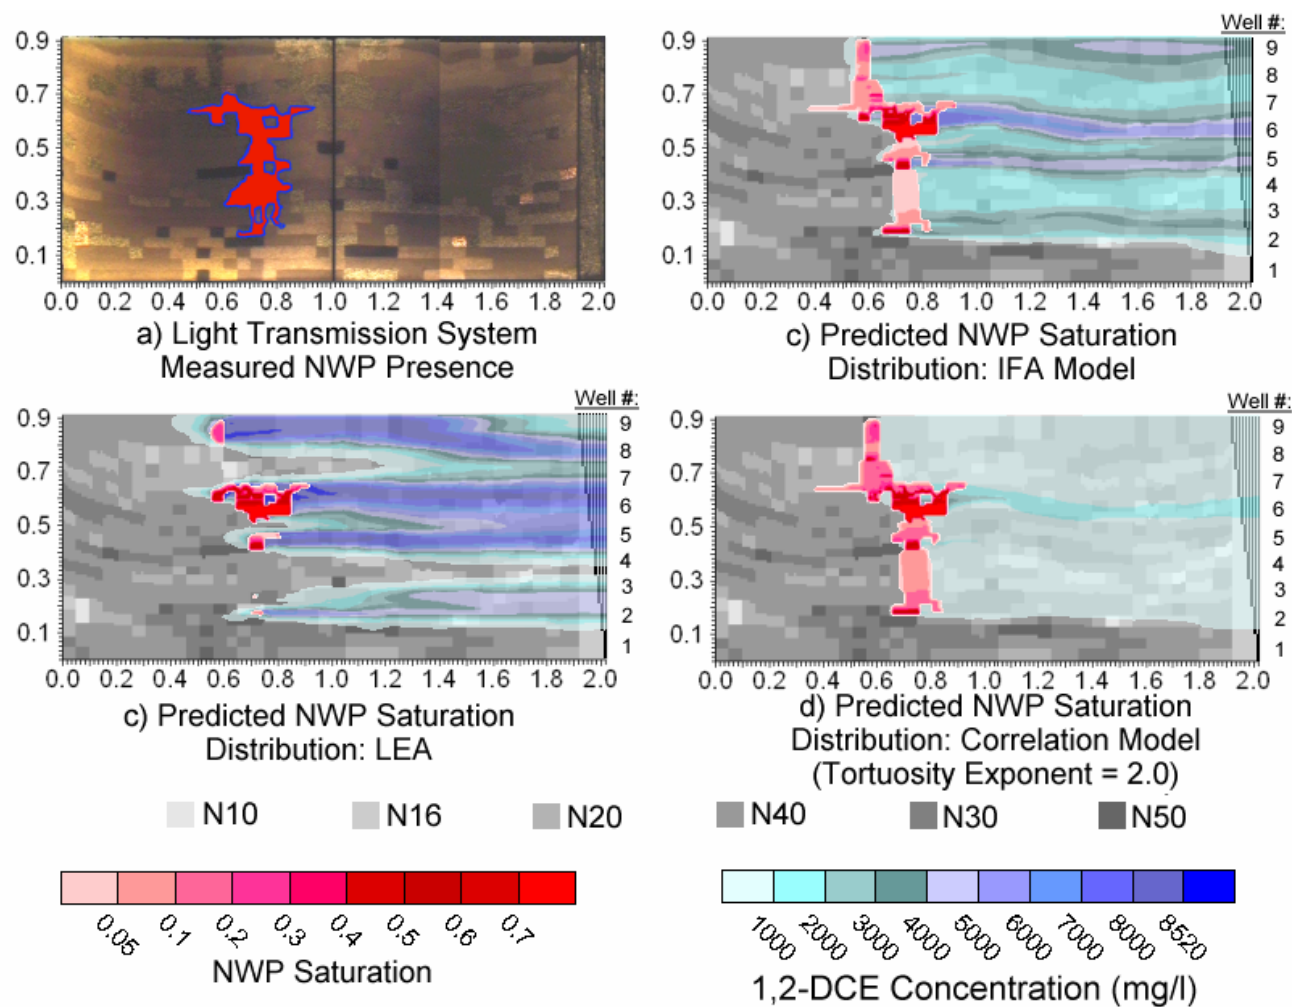 Well #:
0.9
0.7
0.5
0.3
0.1
0.0 0.2 0.4 0.6 0.8 1.0 1.2 1.4 1.6 1.8 2.0
a) Light Transmission System
Measured NWP Presence
0.9
0.7
0.5
0.3
0.1
9
8
7
6
5
4
3
2
1
0.0 0.2 0.4 0.6 0.8 1.0 1.2 1.4 1.6 1.8 2.0
c) Predicted NWP Saturation
Distribution: IFA Model
Well #:
0.9
0.7
0.5
0.3
0.1
9
8
7
6
5
4
3
2
1
0.0 0.2 0.4 0.6 0.8 1.0 1.2 1.4 1.6 1.8 2.0
c) Predicted NWP Saturation
Distribution: LEA
Well #:
0.9
0.7
0.5
0.3
0.1
9
8
7
6
5
4
3
2
1
0.0 0.2 0.4 0.6 0.8 1.0 1.2 1.4 1.6 1.8 2.0
d) Predicted NWP Saturation
Distribution: Correlation Model
(Tortuosity Exponent = 2.0)
N10 N16 N20 N40 N30 N50
0.05 0.1 0.2 0.3 0.4 0.5 0.6 0.7
NWP Saturation
1000 2000 3000 4000 5000 6000 7000 8000 8520
1,2-DCE Concentration (mg/l)